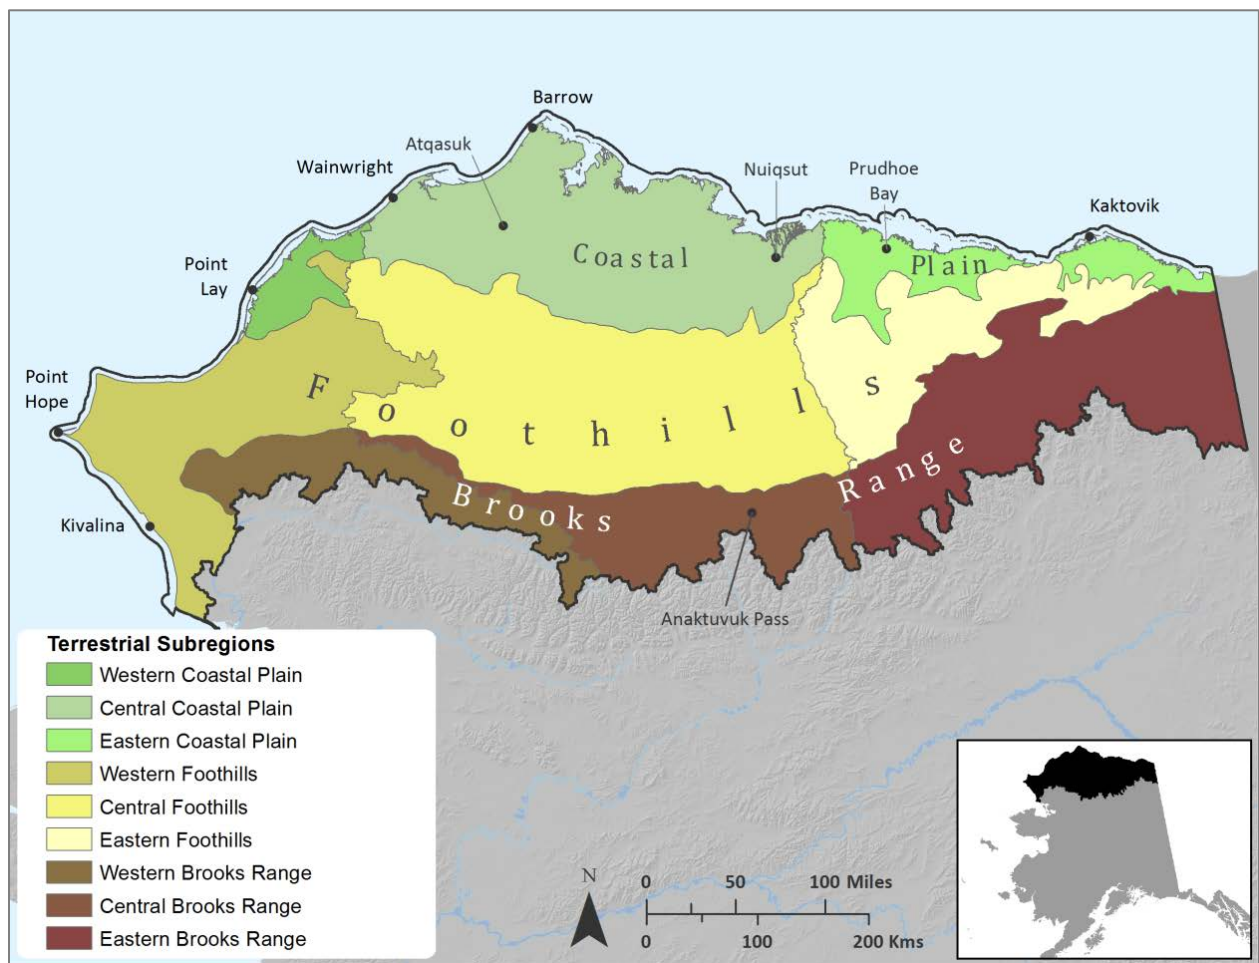 Barrow
Atqasuk
Wainwright
Nuiqsut
Prudhoe
Bay
Kaktovik
Point
Lay
Coastal
Plain
Point
Hope
Foothills
Brooks
Range
Kivalina
Anaktuvuk Pass
Terrestrial Subregions
Western Coastal Plain
Central Coastal Plain
Eastern Coastal Plain
Western Foothills
Central Foothills
Eastern Foothills
Western Brooks Range
Central Brooks Range
Eastern Brooks Range
N
0 50 100 Miles
0 100 200 Kms